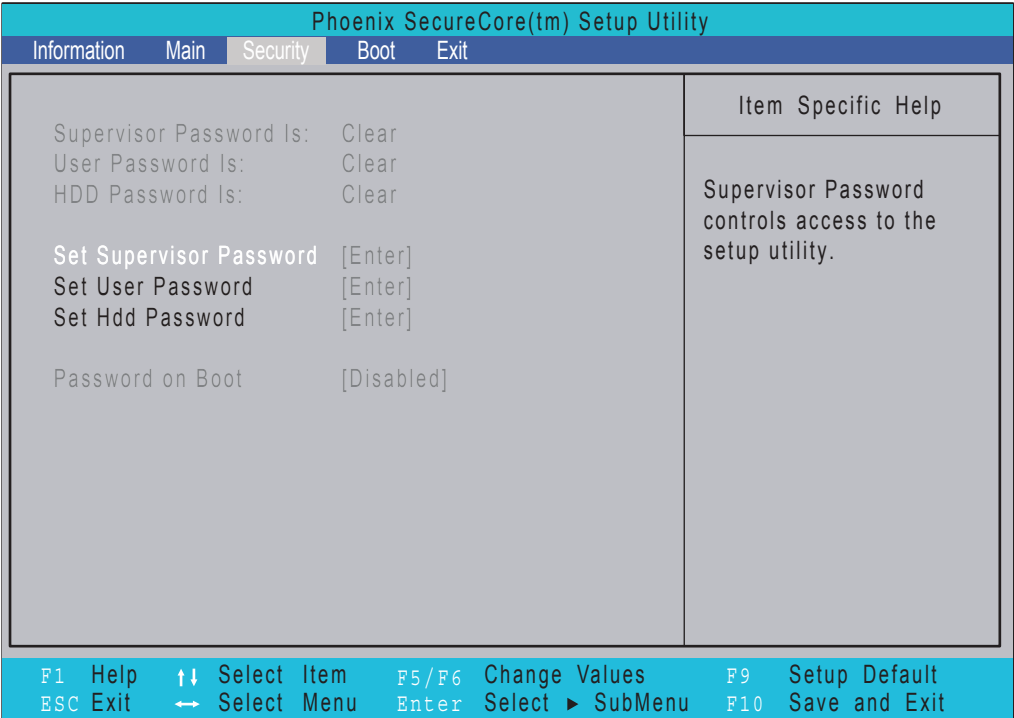 Phoenix SecureCore(tm) Setup Utility
Information Main Security Boot Exit
Item Specific Help
Supervisor Password Is: Clear
User Password Is: Clear
HDD Password Is: Clear
Set Supervisor Password [Enter]
Set User Password [Enter]
Set Hdd Password [Enter]
Password on Boot [Disabled]
Supervisor Password
controls access to the
setup utility.
F1 Help ↑↓ Select Item F5/F6 Change Values F9 Setup Default
ESC Exit ↔ Select Menu Enter Select ► SubMenu F10 Save and Exit